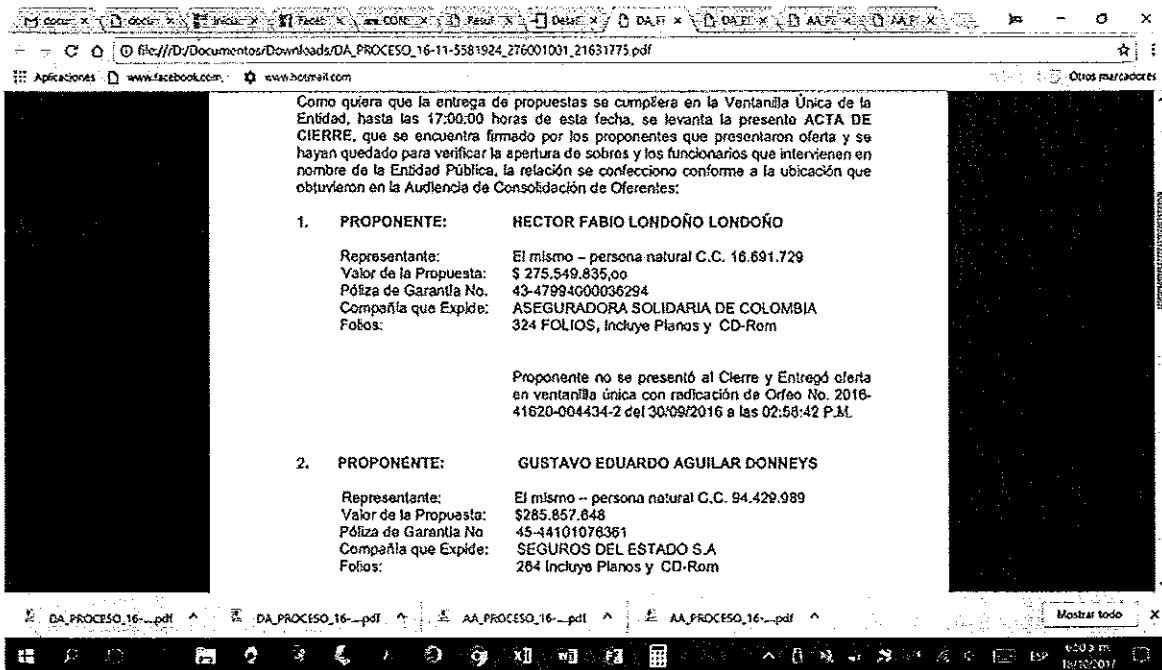 file:///D:/Documentos/Downloads/DA_PROCESO_16-11-5581924_276001001_21631775.pdf
Aplicaciones www.facebook.com, www.hotmail.com Otros marcadores
Como quiera que la entrega de propuestas se cumpliera en la Ventanilla Única de la
Entidad, hasta las 17:00:00 horas de esta fecha, se levanta la presente ACTA DE
CIERRE, que se encuentra firmado por los proponentes que presentaron oferta y se
hayan quedado para verificar la apertura de sobros y los funcionarios que intervienen en
nombre de la Entidad Pública, la relación se confecciono conforme a la ubicación que
obtuvieron en la Audiencia de Consolidación de Oferentes:
1. PROPONENTE: HECTOR FABIO LONDOÑO LONDOÑO
Representante: El mismo – persona natural C.C. 16.691.729
Valor de la Propuesta: $ 275.549.835,oo
Póliza de Garantía No. 43-47994000036294
Compañía que Expide: ASEGURADORA SOLIDARIA DE COLOMBIA
Folios: 324 FOLIOS, Incluye Planos y CD-Rom
Proponente no se presentó al Cierre y Entregó oferta
en ventanilla única con radicación de Orfeo No. 2016-
41620-004434-2 del 30/09/2016 a las 02:58:42 P.M.
2. PROPONENTE: GUSTAVO EDUARDO AGUILAR DONNEYS
Representante: El mismo – persona natural C.C. 94.429.989
Valor de la Propuesta: $285.857.648
Póliza de Garantía No 45-44101076361
Compañía que Expide: SEGUROS DEL ESTADO S.A
Folios: 264 Incluye Planos y CD-Rom
DA_PROCESO_16-....pdf DA_PROCESO_16-....pdf AA_PROCESO_16-....pdf AA_PROCESO_16-....pdf Mostrar todo
ESP